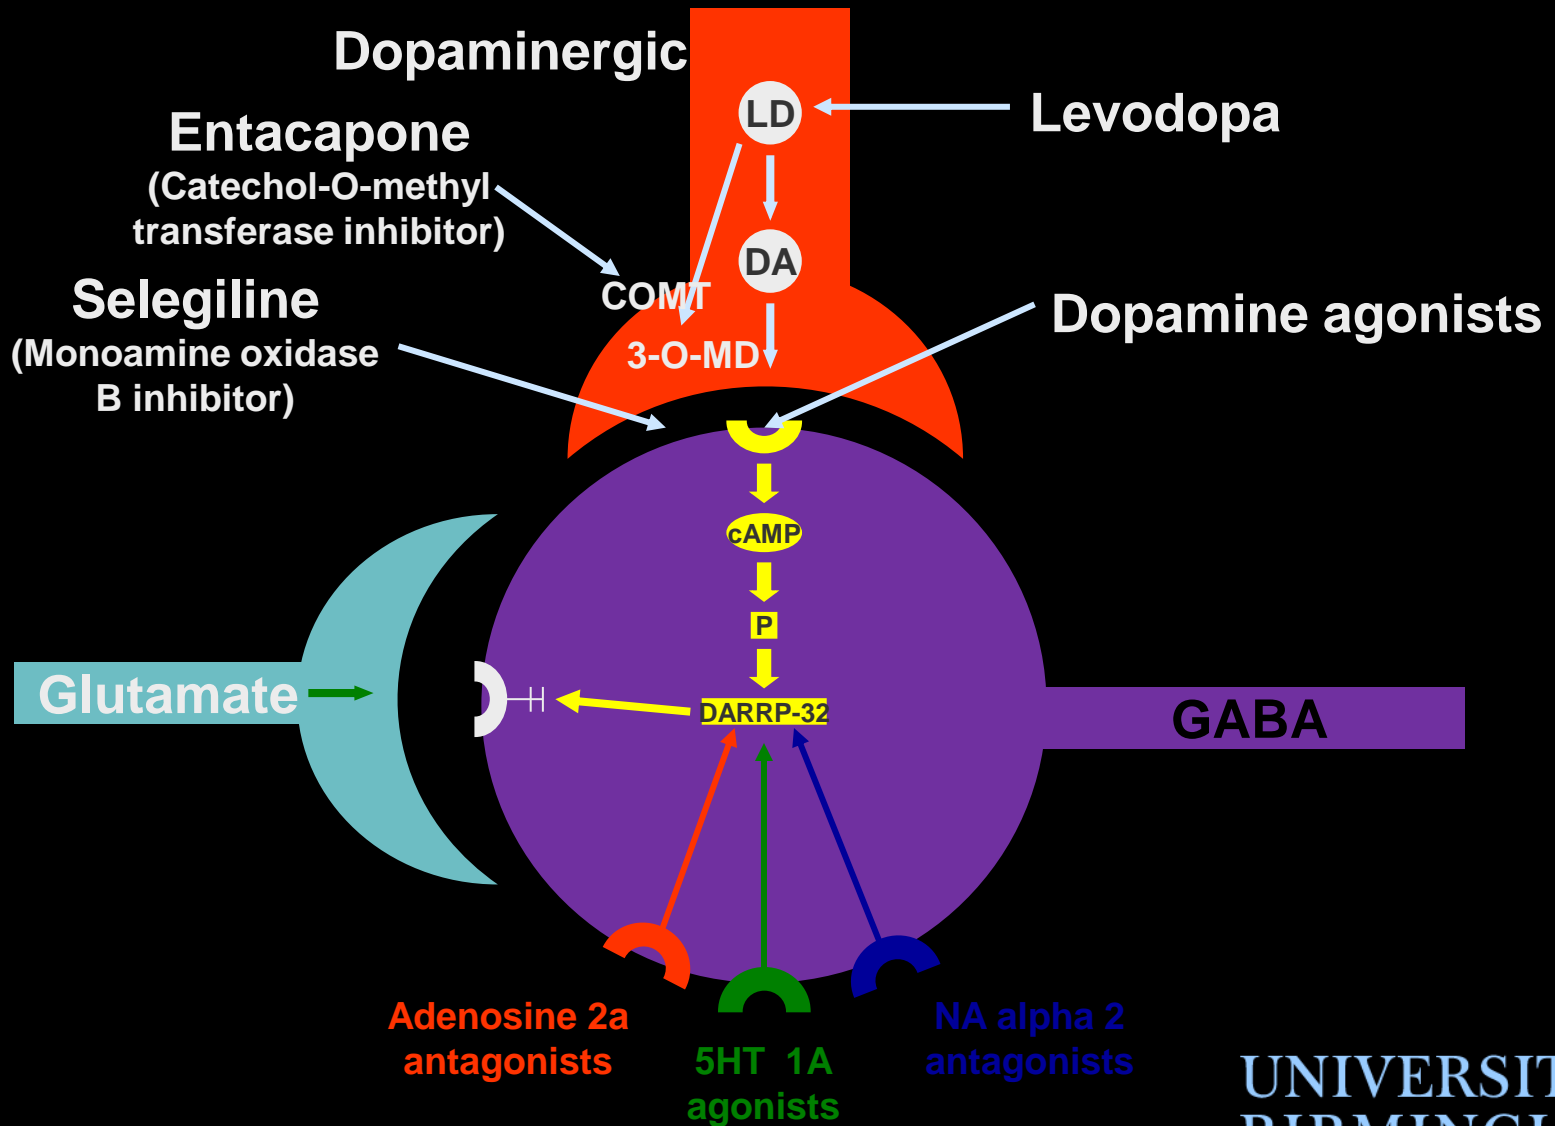 Dopaminergic
LD
Levodopa
Entacapone
(Catechol-O-methyl
transferase inhibitor)
DA
COMT
Selegiline
(Monoamine oxidase
B inhibitor)
3-O-MD
Dopamine agonists
cAMP
P
DARRP-32
Glutamate
GABA
Adenosine 2a
antagonists
5HT 1A
agonists
NA alpha 2
antagonists